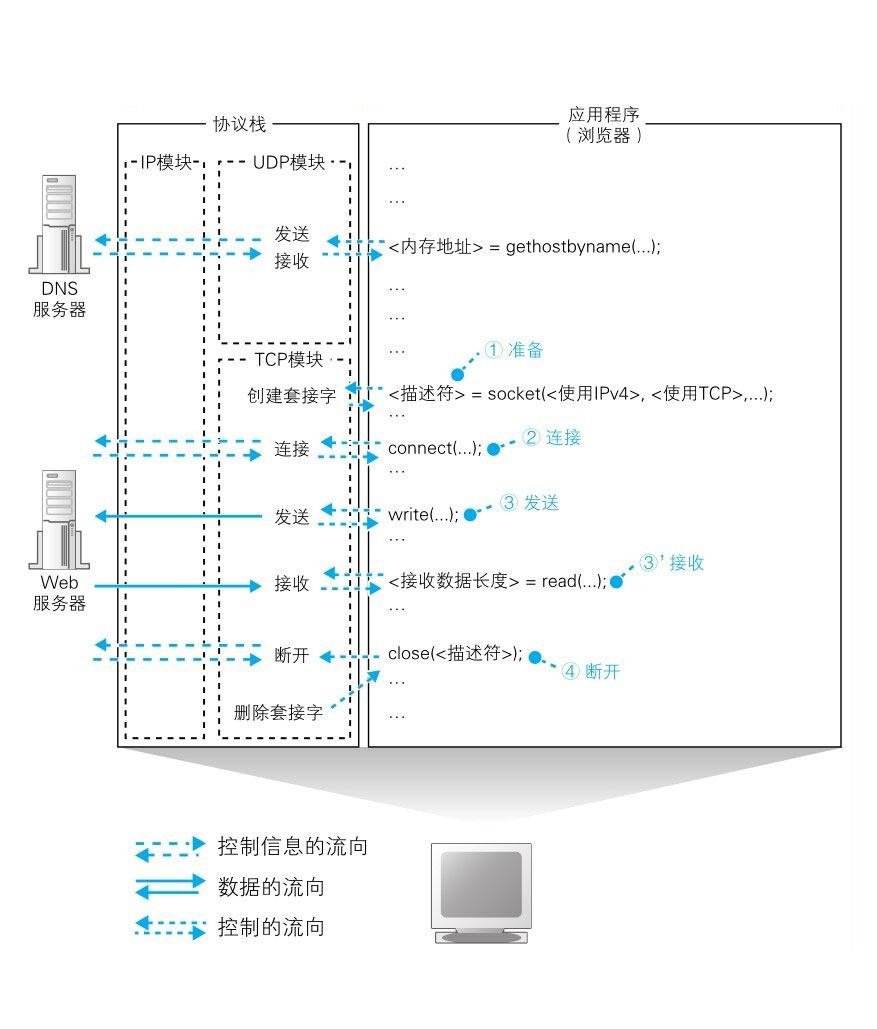 应用程序
（浏览器）
协议栈
IP模块
UDP模块
…
…
发送
接收
<内存地址> = gethostbyname(…);
DNS
服务器
…
…
…
① 准备
TCP模块
创建套接字
<描述符> = socket(<使用IPv4>, <使用TCP>,…);
…
连接
connect(…);
② 连接
…
发送
write(…);
③ 发送
…
Web
服务器
接收
<接收数据长度> = read(…);
③’接收
…
断开
close(<描述符>);
④ 断开
…
删除套接字
…
控制信息的流向
数据的流向
控制的流向